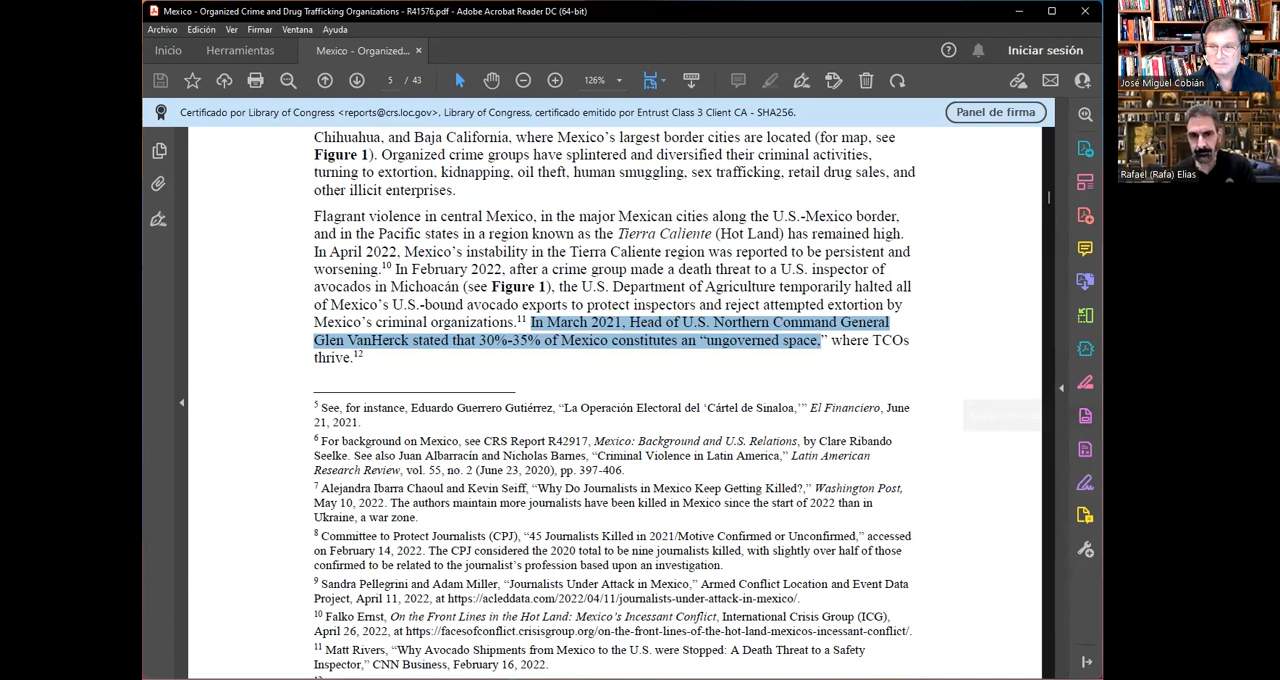 Mexico - Organized Crime and Drug Trafficking Organizations - R41576.pdf - Adobe Acrobat Reader DC (64-bit)
Archivo Edición Ver Firmar Ventana Ayuda
Inicio Herramientas Mexico - Organized... × Iniciar sesión
5 / 43 126%
Certificado por Library of Congress <reports@crs.loc.gov>, Library of Congress, certificado emitido por Entrust Class 3 Client CA - SHA256. Panel de firma
José Miguel Cobián
Rafael (Rafa) Elias
Chihuahua, and Baja California, where Mexico's largest border cities are located (for map, see
Figure 1). Organized crime groups have splintered and diversified their criminal activities,
turning to extortion, kidnapping, oil theft, human smuggling, sex trafficking, retail drug sales, and
other illicit enterprises.
Flagrant violence in central Mexico, in the major Mexican cities along the U.S.-Mexico border,
and in the Pacific states in a region known as the Tierra Caliente (Hot Land) has remained high.
In April 2022, Mexico's instability in the Tierra Caliente region was reported to be persistent and
worsening.10 In February 2022, after a crime group made a death threat to a U.S. inspector of
avocados in Michoacán (see Figure 1), the U.S. Department of Agriculture temporarily halted all
of Mexico's U.S.-bound avocado exports to protect inspectors and reject attempted extortion by
Mexico's criminal organizations.11 In March 2021, Head of U.S. Northern Command General
Glen VanHerck stated that 30%-35% of Mexico constitutes an “ungoverned space,” where TCOs
thrive.12
5 See, for instance, Eduardo Guerrero Gutiérrez, “La Operación Electoral del ‘Cártel de Sinaloa,’” El Financiero, June
21, 2021.
6 For background on Mexico, see CRS Report R42917, Mexico: Background and U.S. Relations, by Clare Ribando
Seelke. See also Juan Albarracín and Nicholas Barnes, “Criminal Violence in Latin America,” Latin American
Research Review, vol. 55, no. 2 (June 23, 2020), pp. 397-406.
7 Alejandra Ibarra Chaoul and Kevin Seiff, “Why Do Journalists in Mexico Keep Getting Killed?,” Washington Post,
May 10, 2022. The authors maintain more journalists have been killed in Mexico since the start of 2022 than in
Ukraine, a war zone.
8 Committee to Protect Journalists (CPJ), “45 Journalists Killed in 2021/Motive Confirmed or Unconfirmed,” accessed
on February 14, 2022. The CPJ considered the 2020 total to be nine journalists killed, with slightly over half of those
confirmed to be related to the journalist's profession based upon an investigation.
9 Sandra Pellegrini and Adam Miller, “Journalists Under Attack in Mexico,” Armed Conflict Location and Event Data
Project, April 11, 2022, at https://acleddata.com/2022/04/11/journalists-under-attack-in-mexico/.
10 Falko Ernst, On the Front Lines in the Hot Land: Mexico's Incessant Conflict, International Crisis Group (ICG),
April 26, 2022, at https://facesofconflict.crisisgroup.org/on-the-front-lines-of-the-hot-land-mexicos-incessant-conflict/.
11 Matt Rivers, “Why Avocado Shipments from Mexico to the U.S. were Stopped: A Death Threat to a Safety
Inspector,” CNN Business, February 16, 2022.